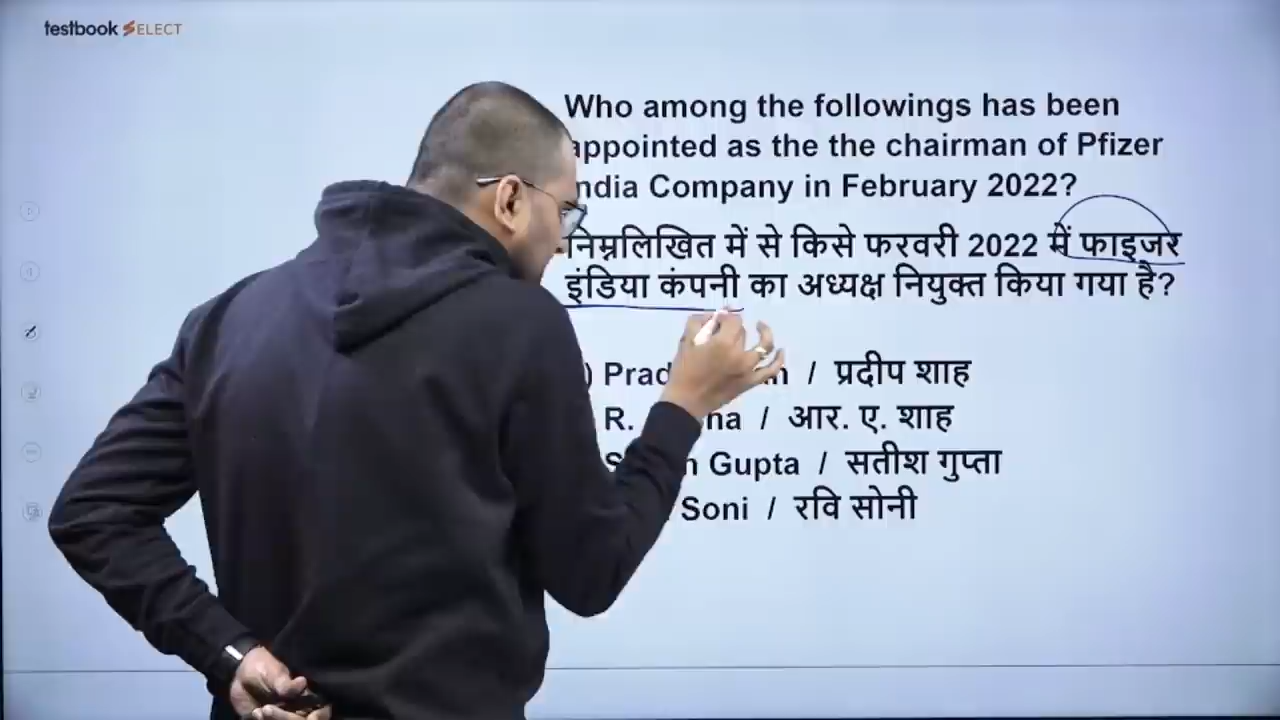 testbook SELECT
Who among the followings has been
appointed as the the chairman of Pfizer
India Company in February 2022?
निम्नलिखित में से किसे फरवरी 2022 में फाइजर
इंडिया कंपनी का अध्यक्ष नियुक्त किया गया है?
/ प्रदीप शाह
R. / आर. ए. शाह
Gupta / सतीश गुप्ता
Soni / रवि सोनी